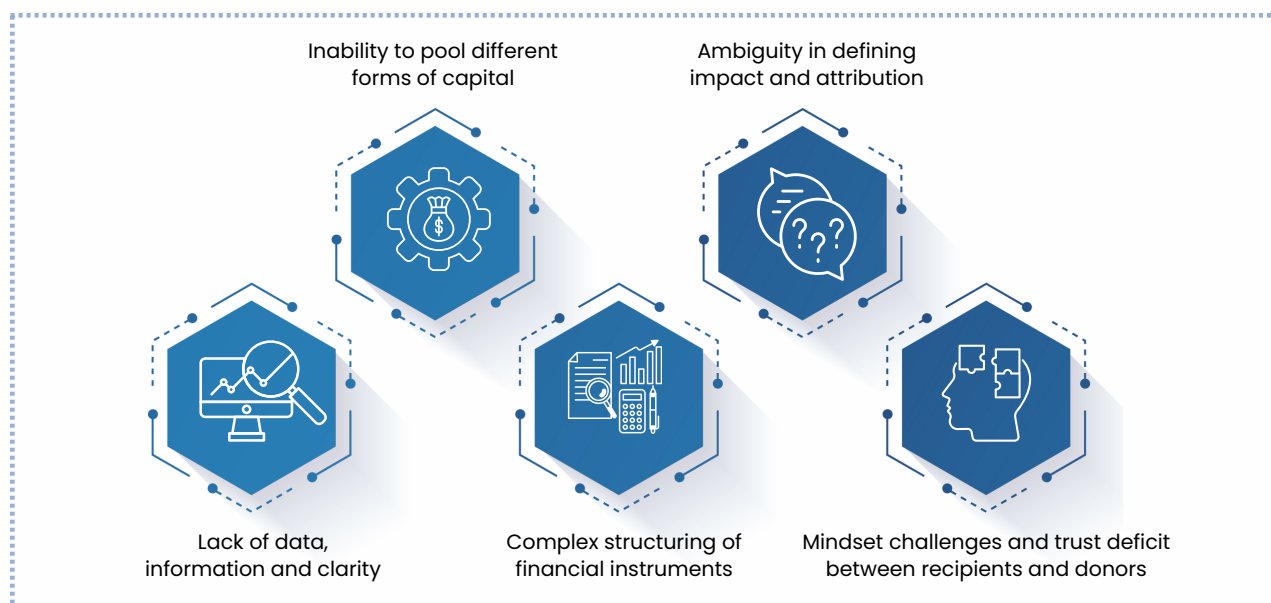 Inability to pool different
forms of capital
Ambiguity in defining
impact and attribution
$
? ? ?
Lack of data,
information and clarity
Complex structuring of
financial instruments
Mindset challenges and trust deficit
between recipients and donors